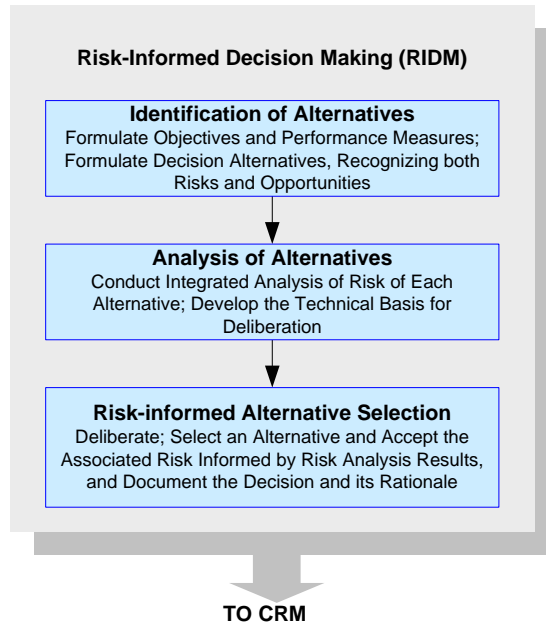 Risk-Informed Decision Making (RIDM)
Identification of Alternatives
Formulate Objectives and Performance Measures;
Formulate Decision Alternatives, Recognizing both
Risks and Opportunities
Analysis of Alternatives
Conduct Integrated Analysis of Risk of Each
Alternative; Develop the Technical Basis for
Deliberation
Risk-informed Alternative Selection
Deliberate; Select an Alternative and Accept the
Associated Risk Informed by Risk Analysis Results,
and Document the Decision and its Rationale
TO CRM